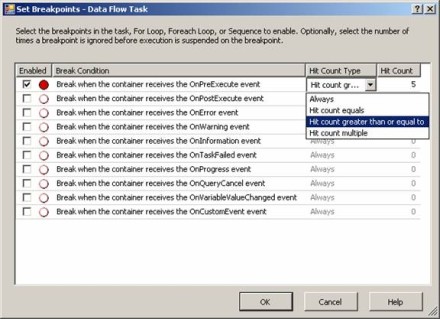 Set Breakpoints - Data Flow Task
Select the breakpoints in the task, For Loop, Foreach Loop, or Sequence to enable. Optionally, select the number of
times a breakpoint is ignored before execution is suspended on the breakpoint.
Enabled Break Condition Hit Count Type Hit Count
Break when the container receives the OnPreExecute event Hit count gr... 5
Break when the container receives the OnPostExecute event Always
Break when the container receives the OnError event Hit count equals
Break when the container receives the OnWarning event Hit count greater than or equal to
Break when the container receives the OnInformation event Hit count multiple
Break when the container receives the OnTaskFailed event Always 0
Break when the container receives the OnProgress event Always 0
Break when the container receives the OnQueryCancel event Always 0
Break when the container receives the OnVariableValueChanged event Always 0
Break when the container receives the OnCustomEvent event Always 0
OK Cancel Help